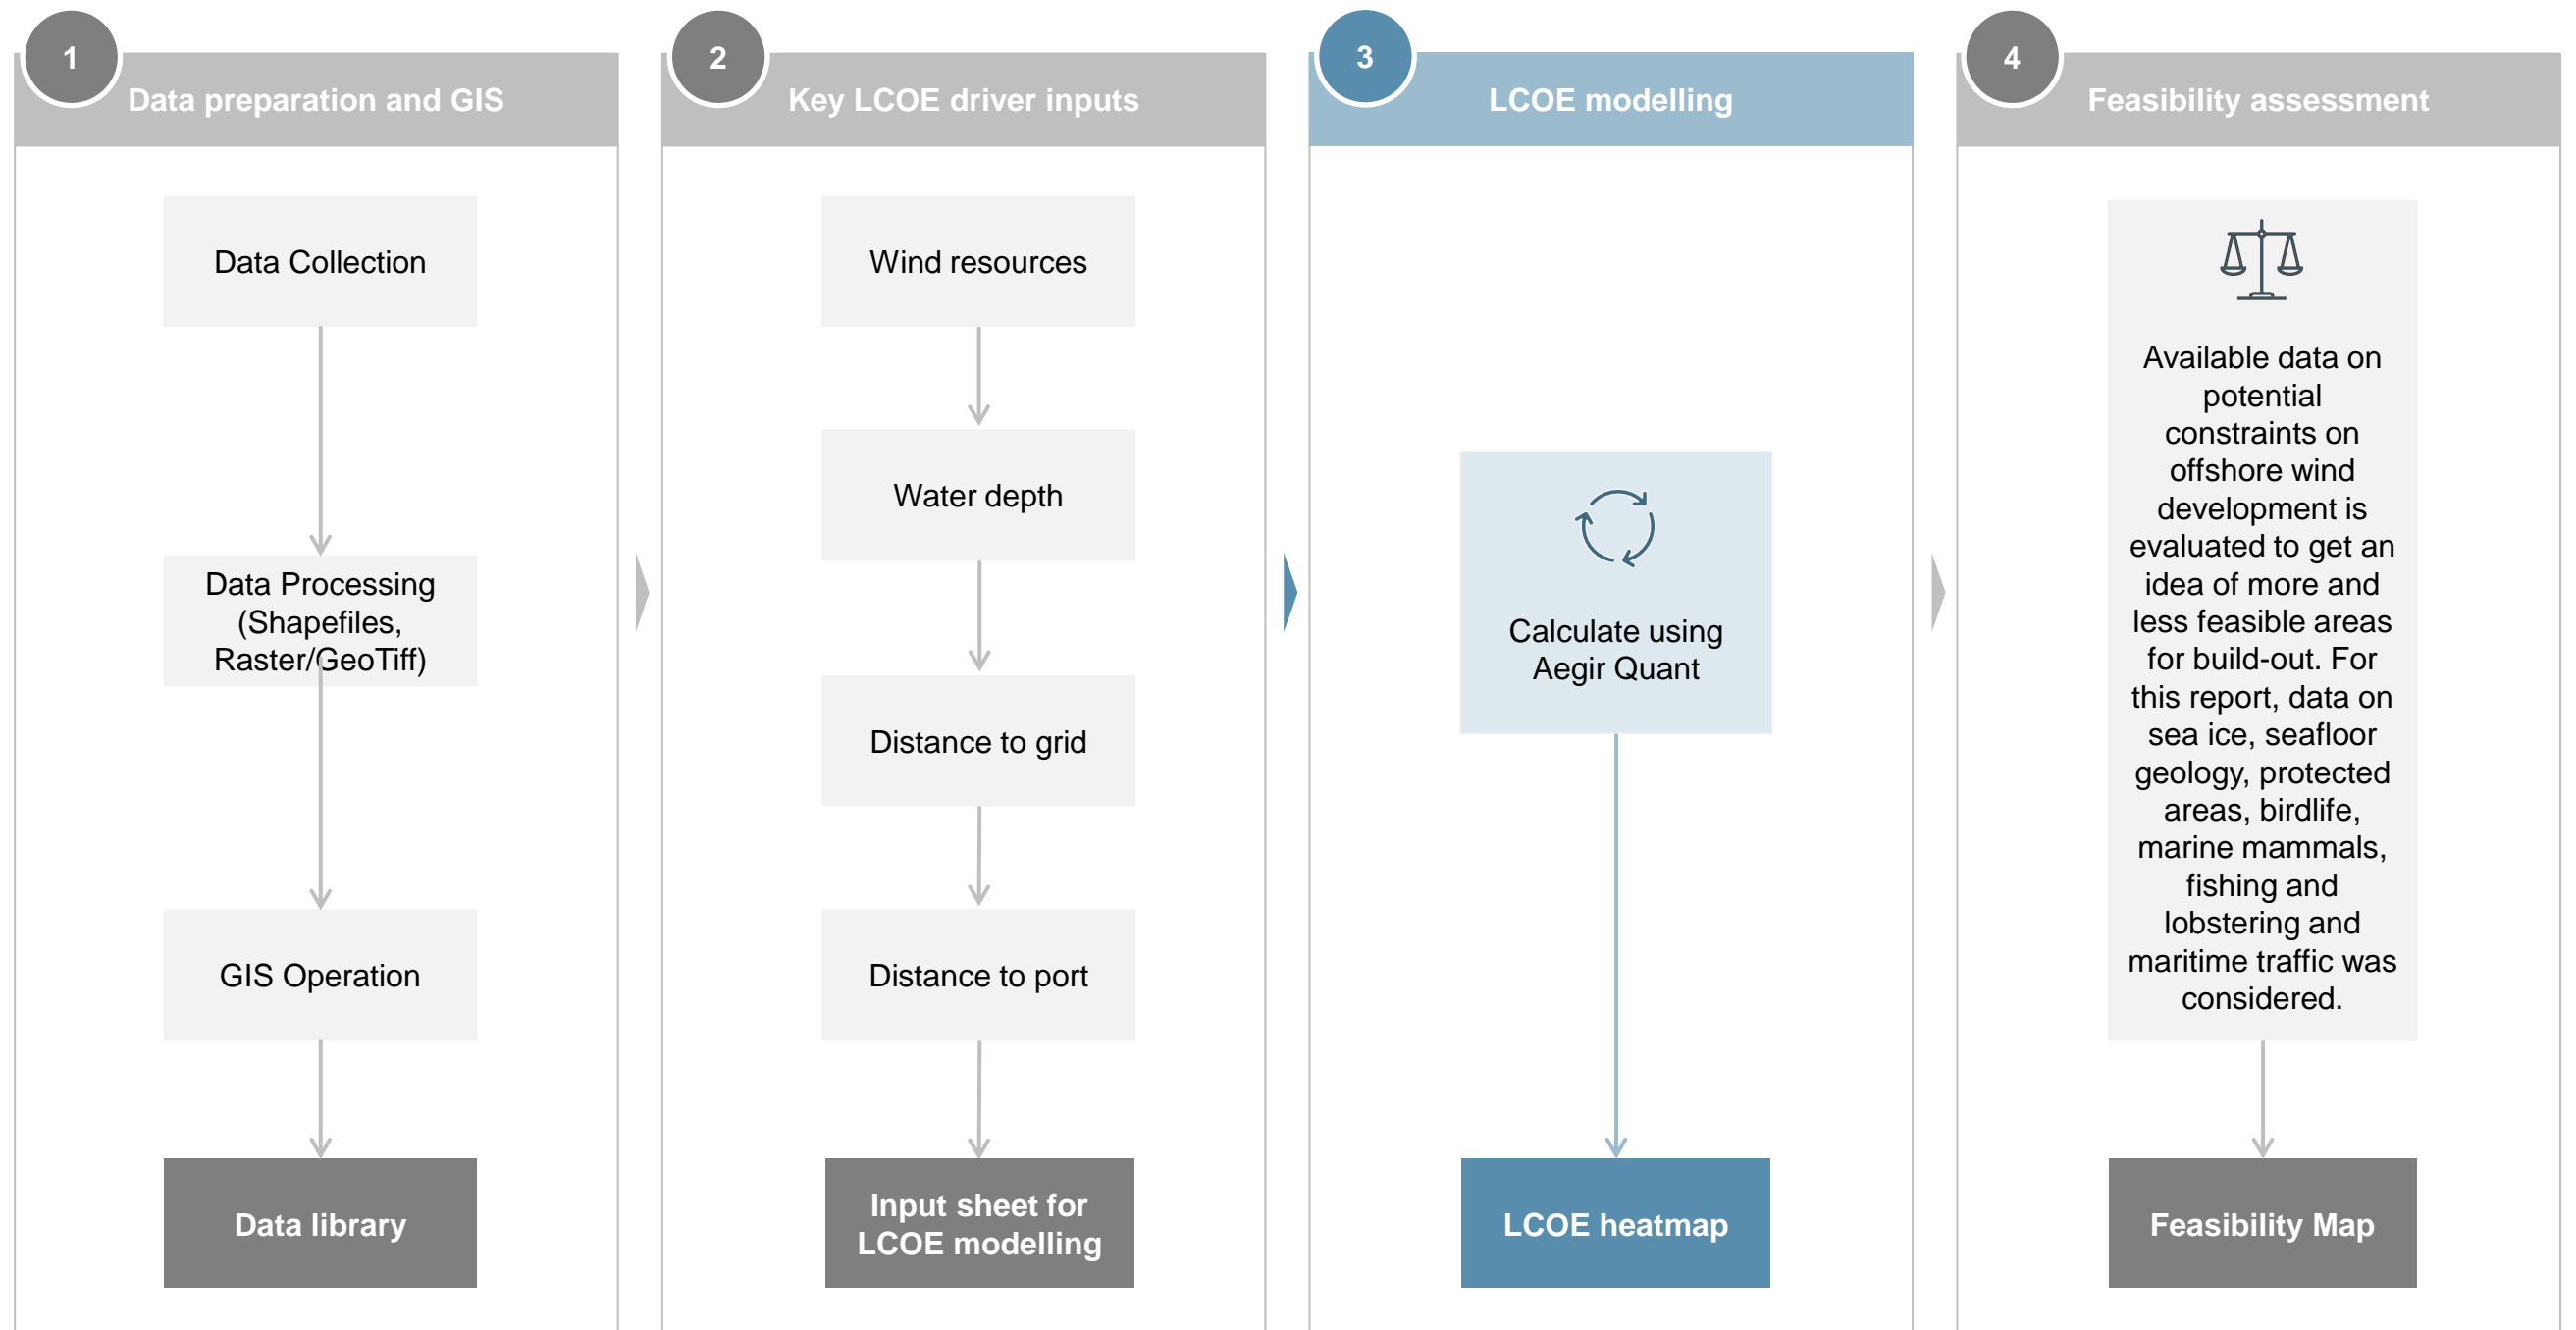 1
Data preparation and GIS
Data Collection
Data Processing
(Shapefiles,
Raster/GeoTiff)
GIS Operation
Data library
2
Key LCOE driver inputs
Wind resources
Water depth
Distance to grid
Distance to port
Input sheet for
LCOE modelling
3
LCOE modelling
Calculate using
Aegir Quant
LCOE heatmap
4
Feasibility assessment
Available data on
potential
constraints on
offshore wind
development is
evaluated to get an
idea of more and
less feasible areas
for build-out. For
this report, data on
sea ice, seafloor
geology, protected
areas, birdlife,
marine mammals,
fishing and
lobstering and
maritime traffic was
considered.
Feasibility Map